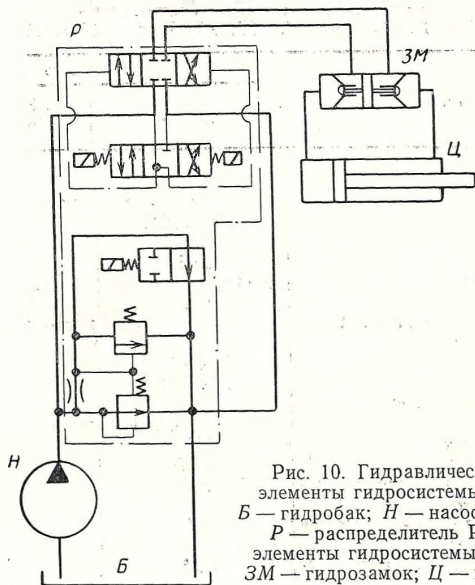 Р
ЗМ
Ц
Н
Б
Рис. 10. Гидравличес
элементы гидросистемы
Б — гидробак; Н — насос
Р — распределитель Р
элементы гидросистемы
ЗМ — гидрозамок; Ц —